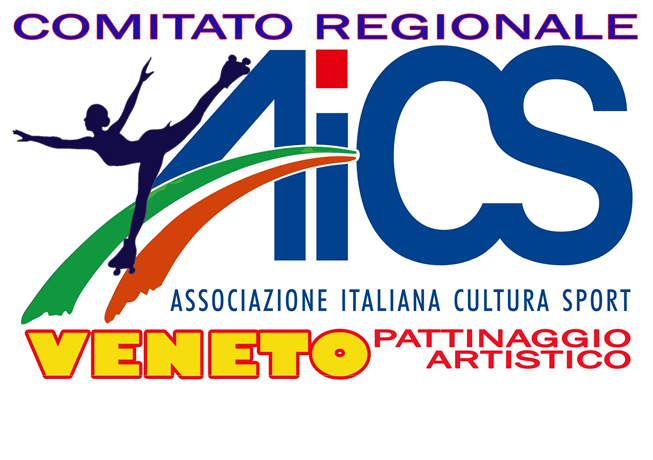 COMITATO REGIONALE
AiCS
ASSOCIAZIONE ITALIANA CULTURA SPORT
VENETO PATTINAGGIO
ARTISTICO